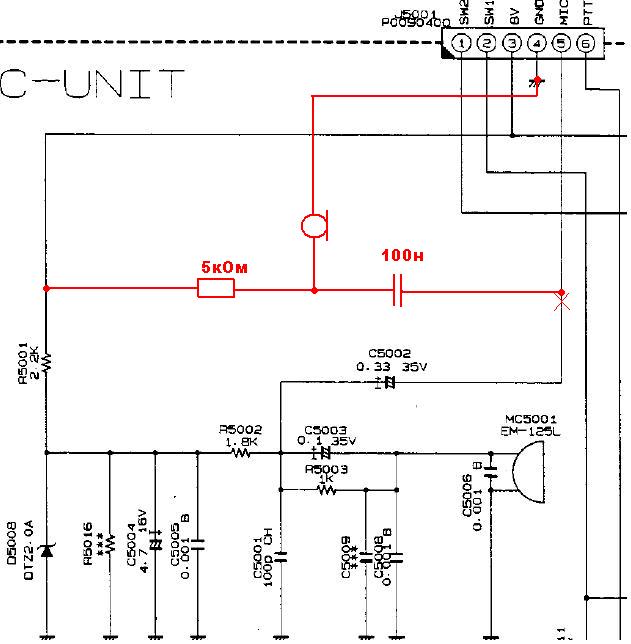 J5001
P0090400
SW2
SW1
8V
GND
MIC
PTT
1 2 3 4 5 6
C-UNIT
5кОм
100н
R5001
2.2K
C5002
0.33 35V
R5002
1.8K
C5003
0.1 35V
R5003
1K
MC5001
EM-125L
C5006
0.001 B
D5008
DTZ2.0A
R5016
***
C5004
4.7 16V
C5005
0.001 B
C5001
100p CH
C5009
***
C5008
0.001 B